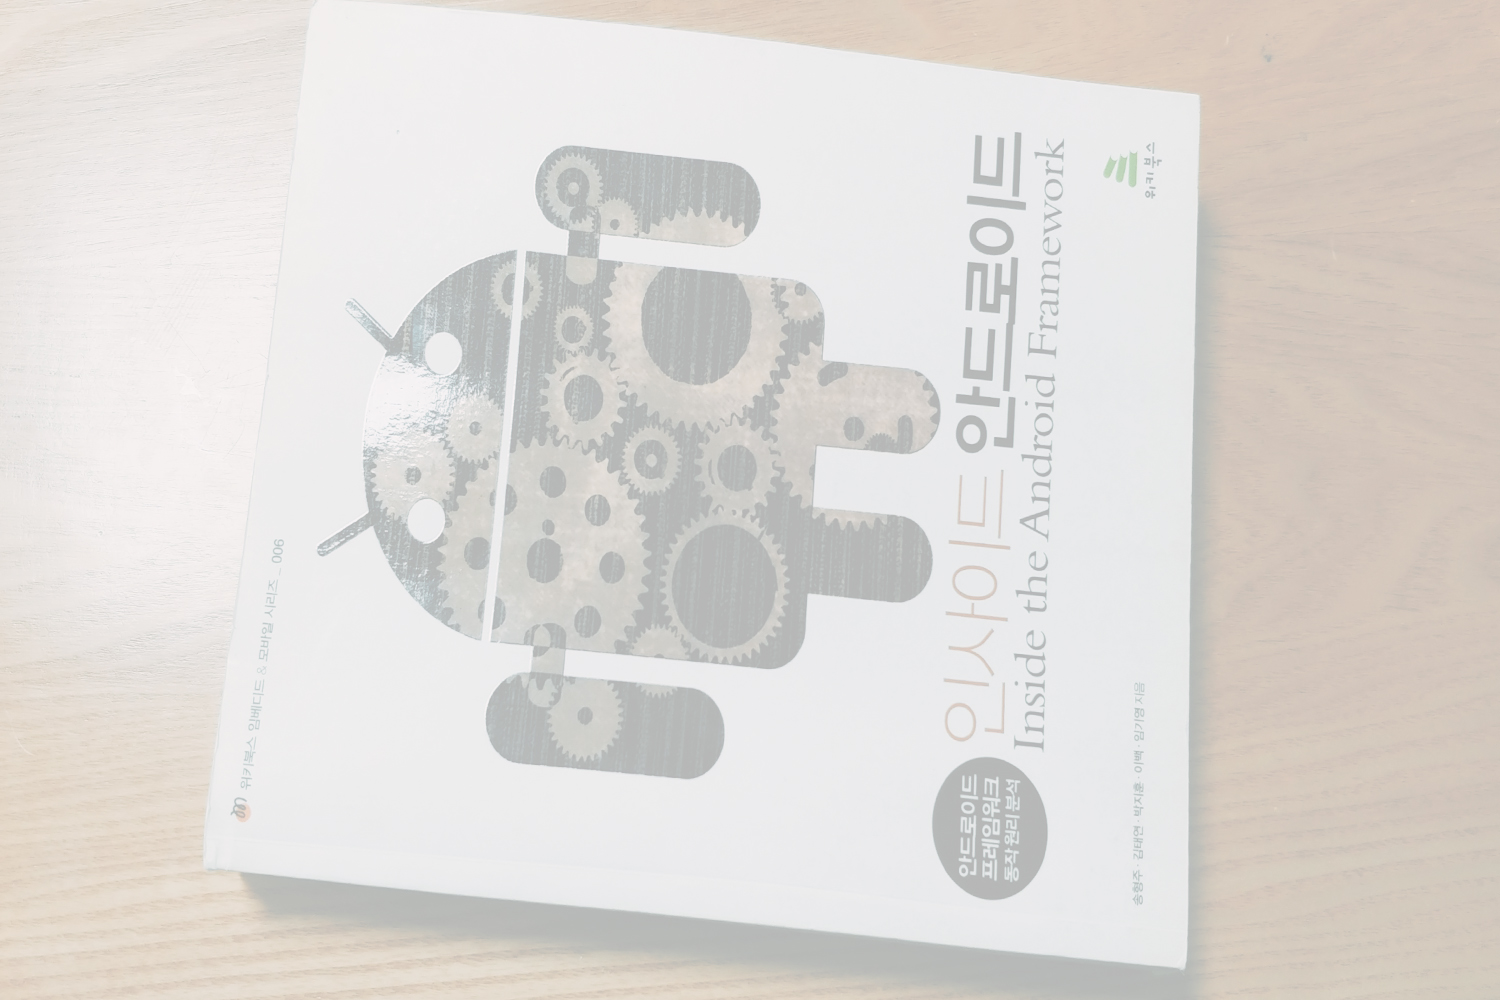 위키북스 임베디드 & 모바일 시리즈 _ 006
인사이드 안드로이드
Inside the Android Framework
안드로이드
프레임워크
동작 원리 분석
송형주 · 김태연 · 박지훈 · 이백 · 임기영 지음
위키북스